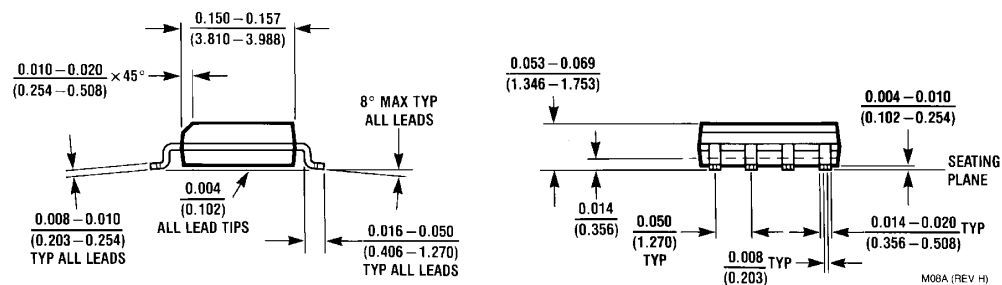 0.150 – 0.157
(3.810 – 3.988)
0.010 – 0.020 × 45°
(0.254 – 0.508)
8° MAX TYP
ALL LEADS
0.004
(0.102)
ALL LEAD TIPS
0.008 – 0.010
(0.203 – 0.254)
TYP ALL LEADS
0.016 – 0.050
(0.406 – 1.270)
TYP ALL LEADS
0.053 – 0.069
(1.346 – 1.753)
0.004 – 0.010
(0.102 – 0.254)
SEATING
PLANE
0.014
(0.356)
0.050
(1.270)
TYP
0.014 – 0.020 TYP
(0.356 – 0.508)
0.008 TYP
(0.203)
M08A (REV H)